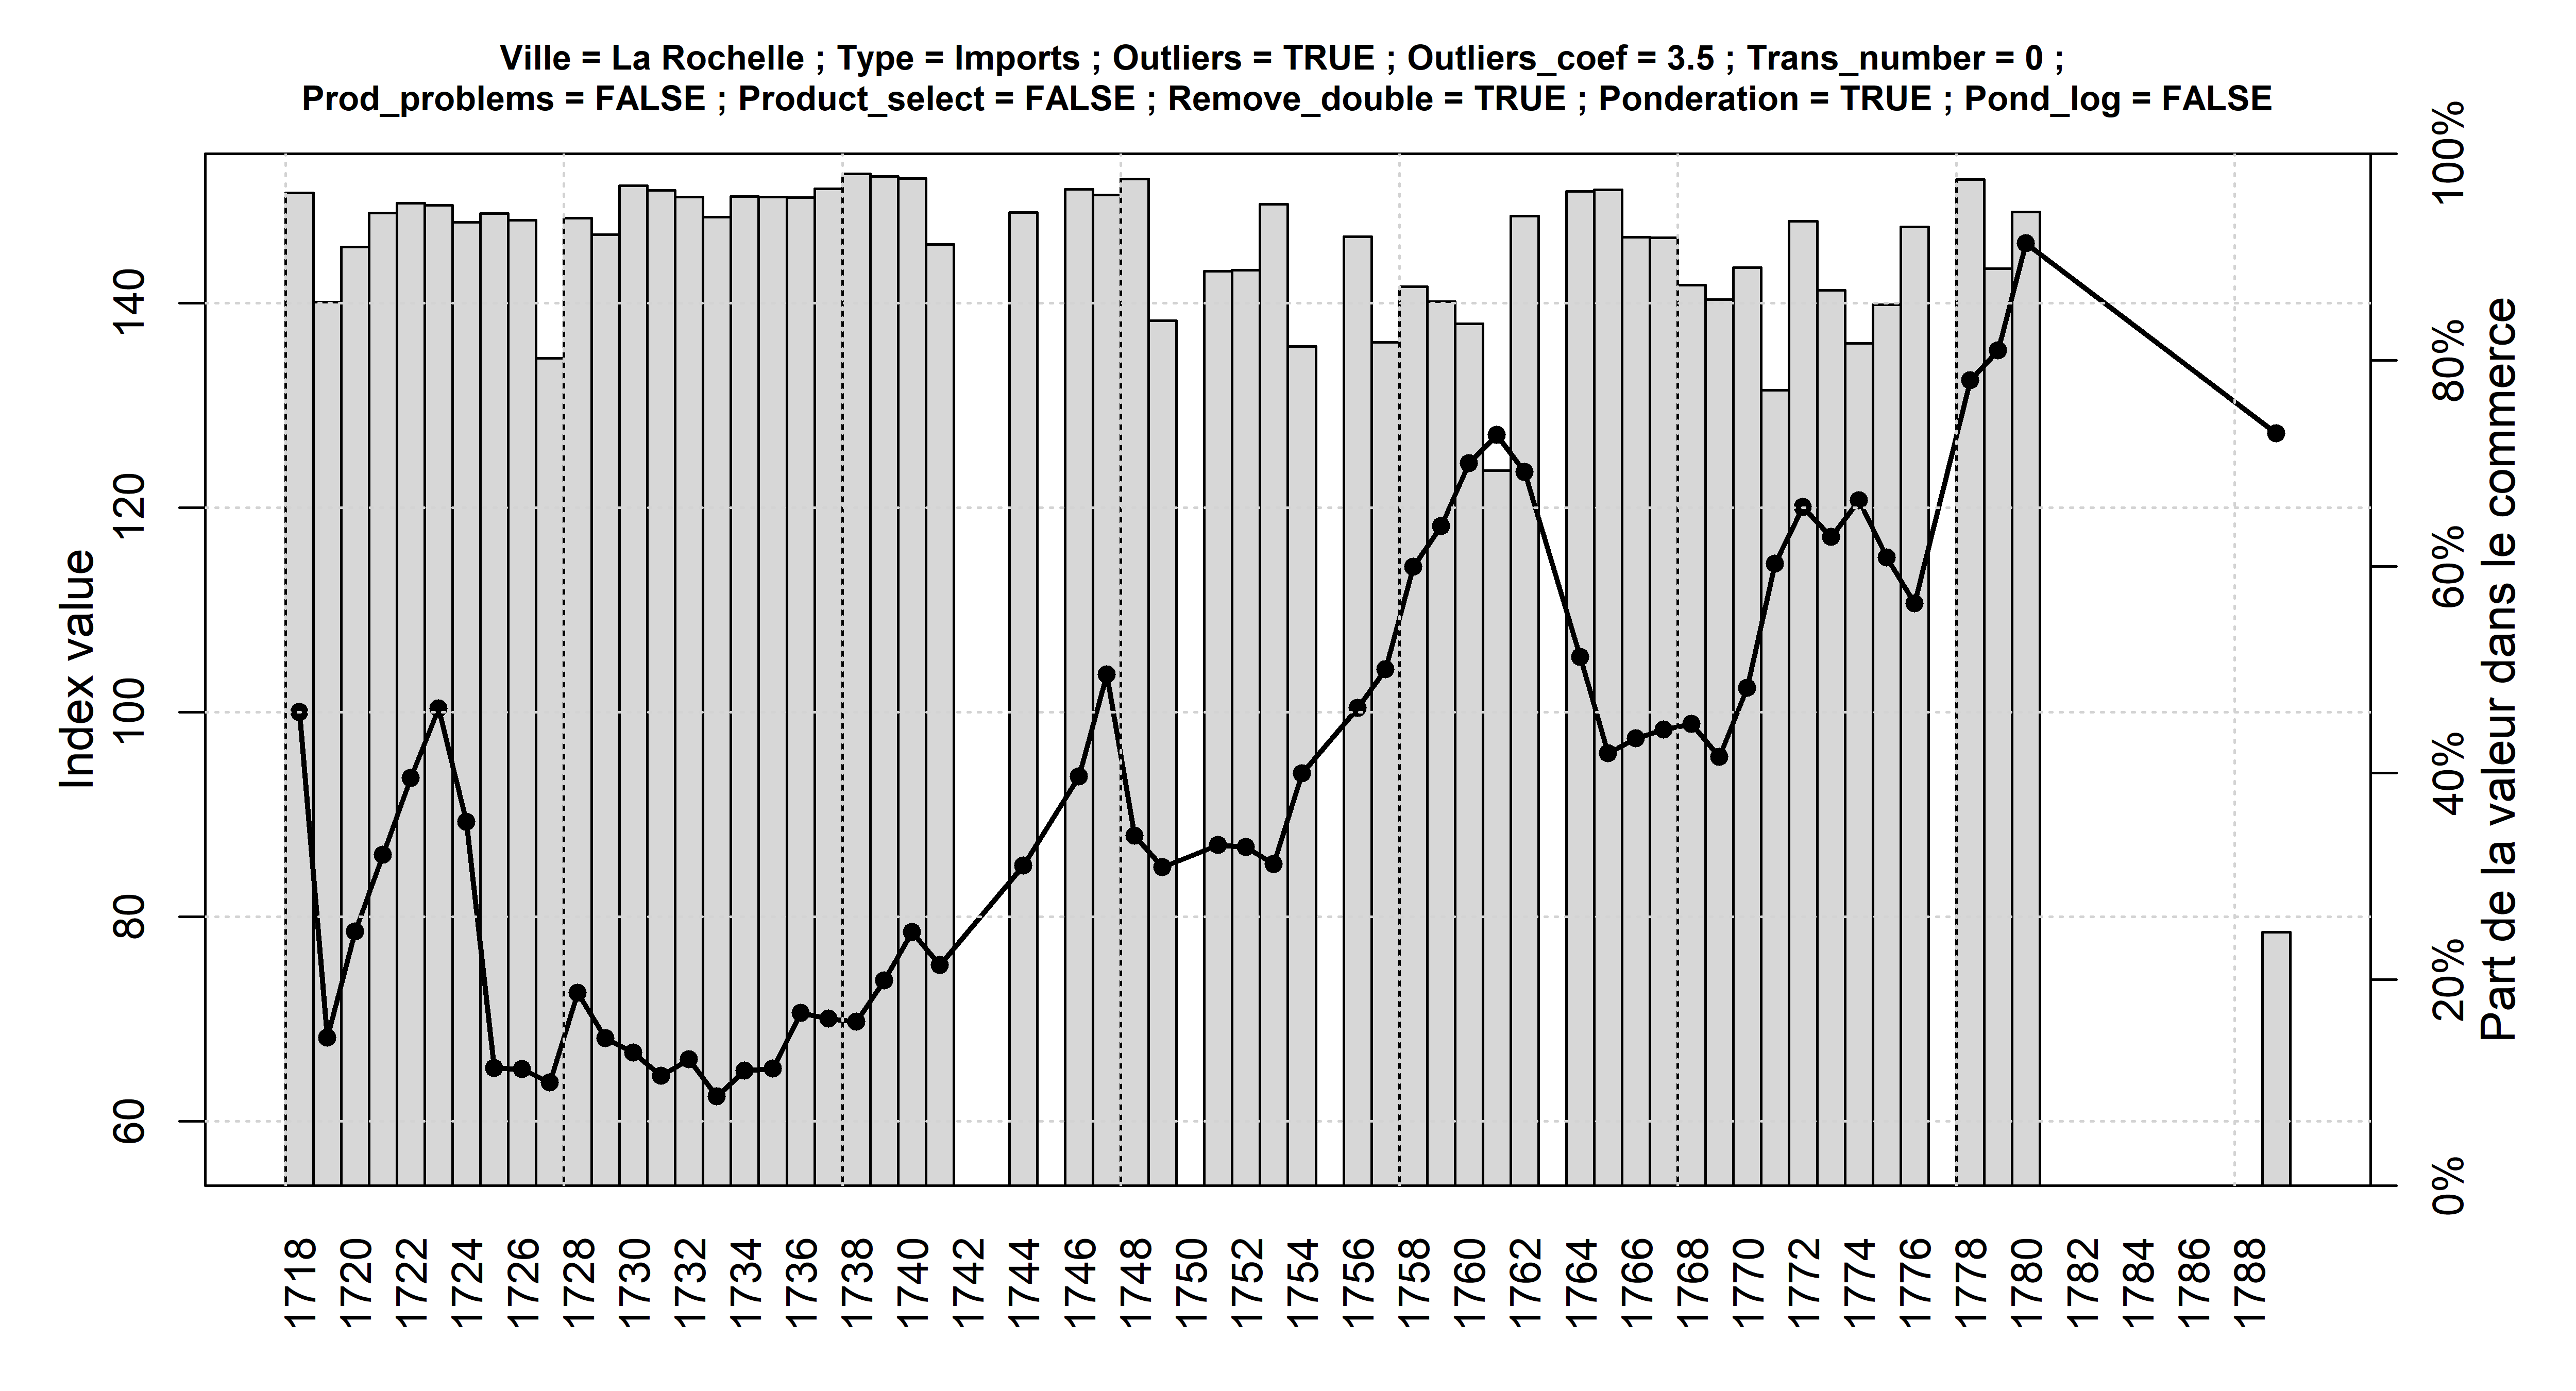 Ville = La Rochelle ; Type = Imports ; Outliers = TRUE ; Outliers_coef = 3.5 ; Trans_number = 0 ;
Prod_problems = FALSE ; Product_select = FALSE ; Remove_double = TRUE ; Ponderation = TRUE ; Pond_log = FALSE
Index value
140
120
100
80
60
100%
80%
60%
40%
20%
0%
Part de la valeur dans le commerce
1718 1720 1722 1724 1726 1728 1730 1732 1734 1736 1738 1740 1742 1744 1746 1748 1750 1752 1754 1756 1758 1760 1762 1764 1766 1768 1770 1772 1774 1776 1778 1780 1782 1784 1786 1788